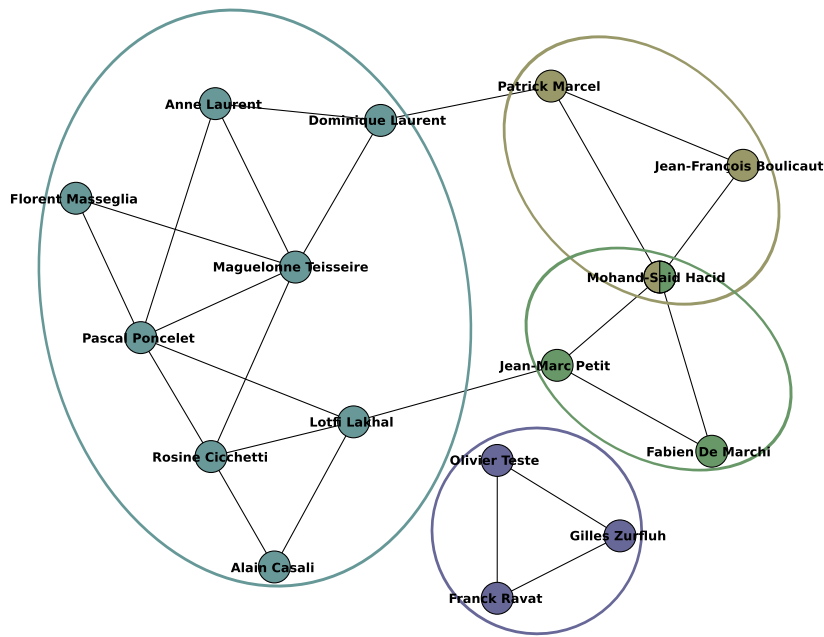 Patrick Marcel
Anne Laurent
Dominique Laurent
Jean-François Boulicaut
Florent Masseglia
Maguelonne Teisseire
Mohand-Said Hacid
Pascal Poncelet
Jean-Marc Petit
Lotfi Lakhal
Fabien De Marchi
Rosine Cicchetti
Olivier Teste
Gilles Zurfluh
Alain Casali
Franck Ravat